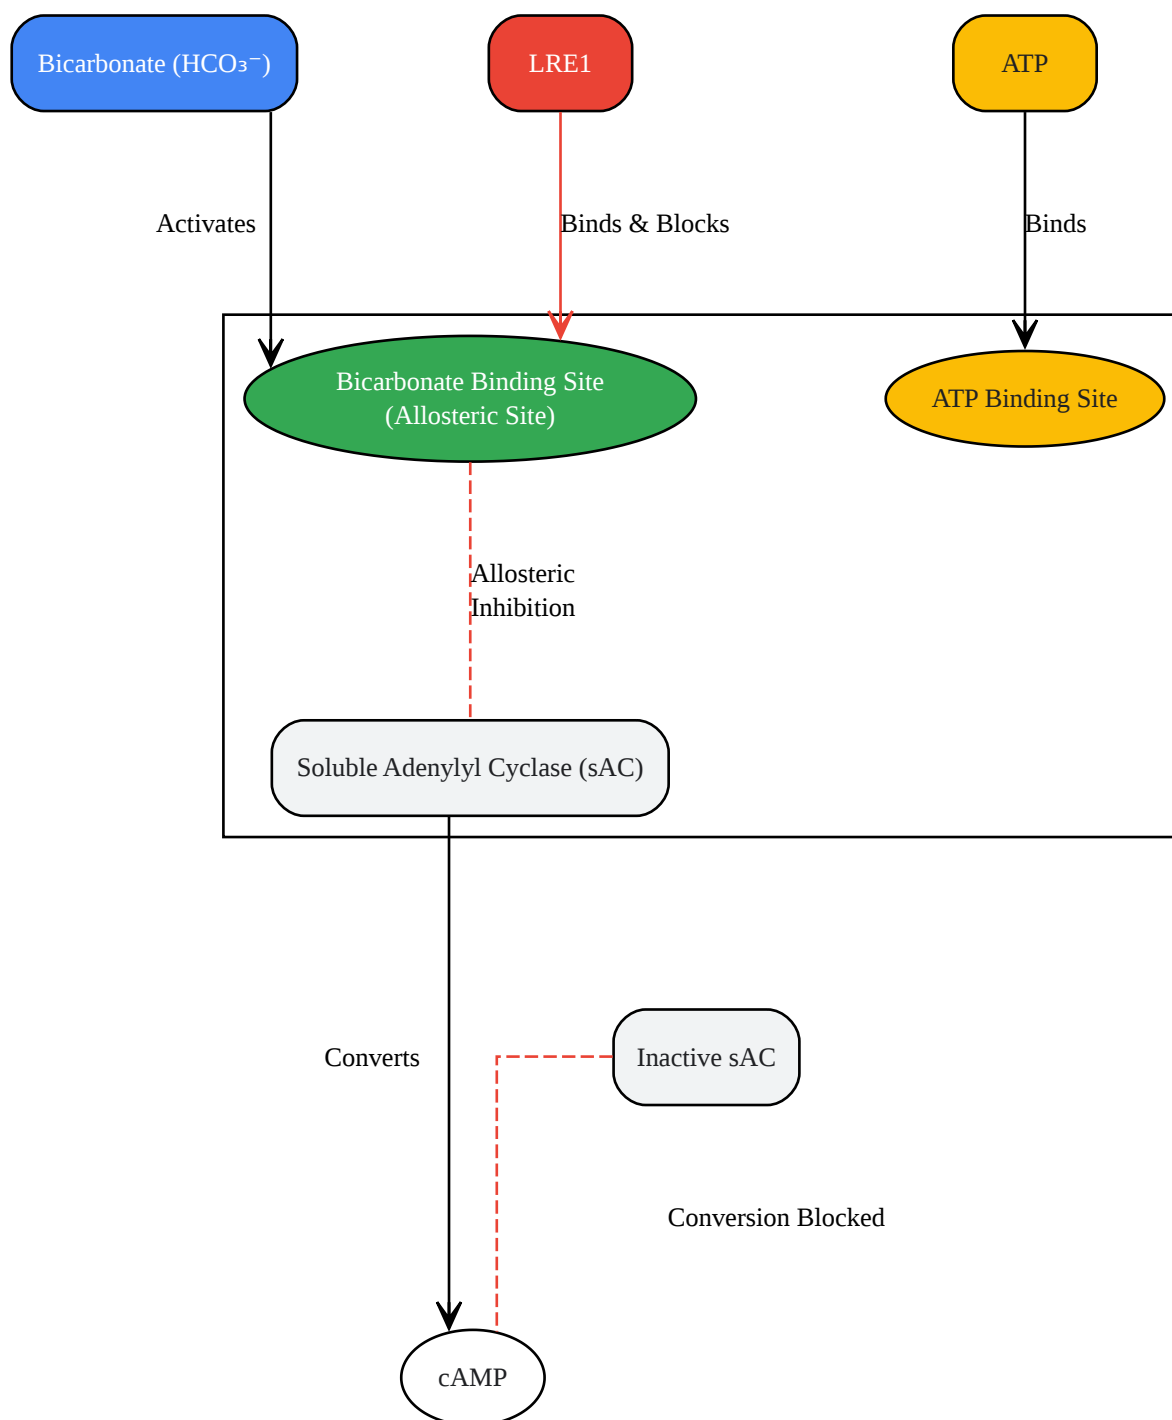 Bicarbonate (HCO₃⁻)
LRE1
ATP
Activates
Binds & Blocks
Binds
Bicarbonate Binding Site
(Allosteric Site)
ATP Binding Site
Allosteric
Inhibition
Soluble Adenylyl Cyclase (sAC)
Converts
Inactive sAC
Conversion Blocked
cAMP